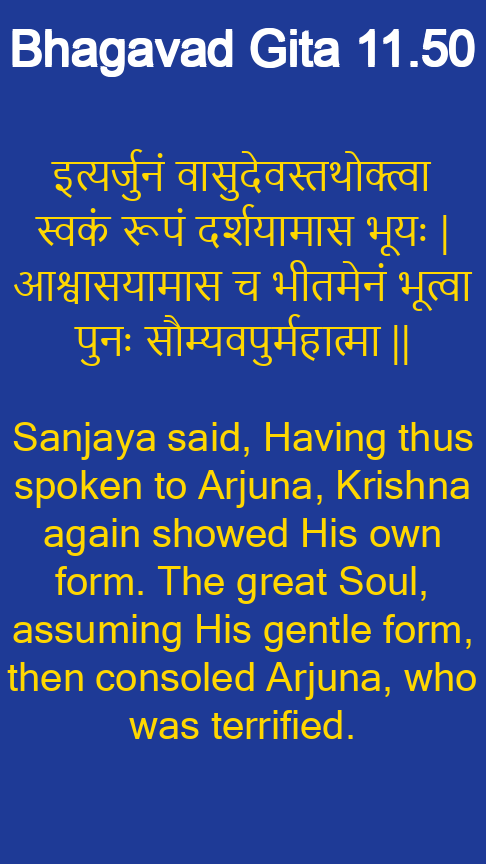 Bhagavad Gita 11.50
इत्यर्जुनं वासुदेवस्तथोक्त्वा
स्वकं रूपं दर्शयामास भूयः |
आश्वासयामास च भीतमेनं भूत्वा
पुनः सौम्यवपुर्महात्मा ||
Sanjaya said, Having thus
spoken to Arjuna, Krishna
again showed His own
form. The great Soul,
assuming His gentle form,
then consoled Arjuna, who
was terrified.